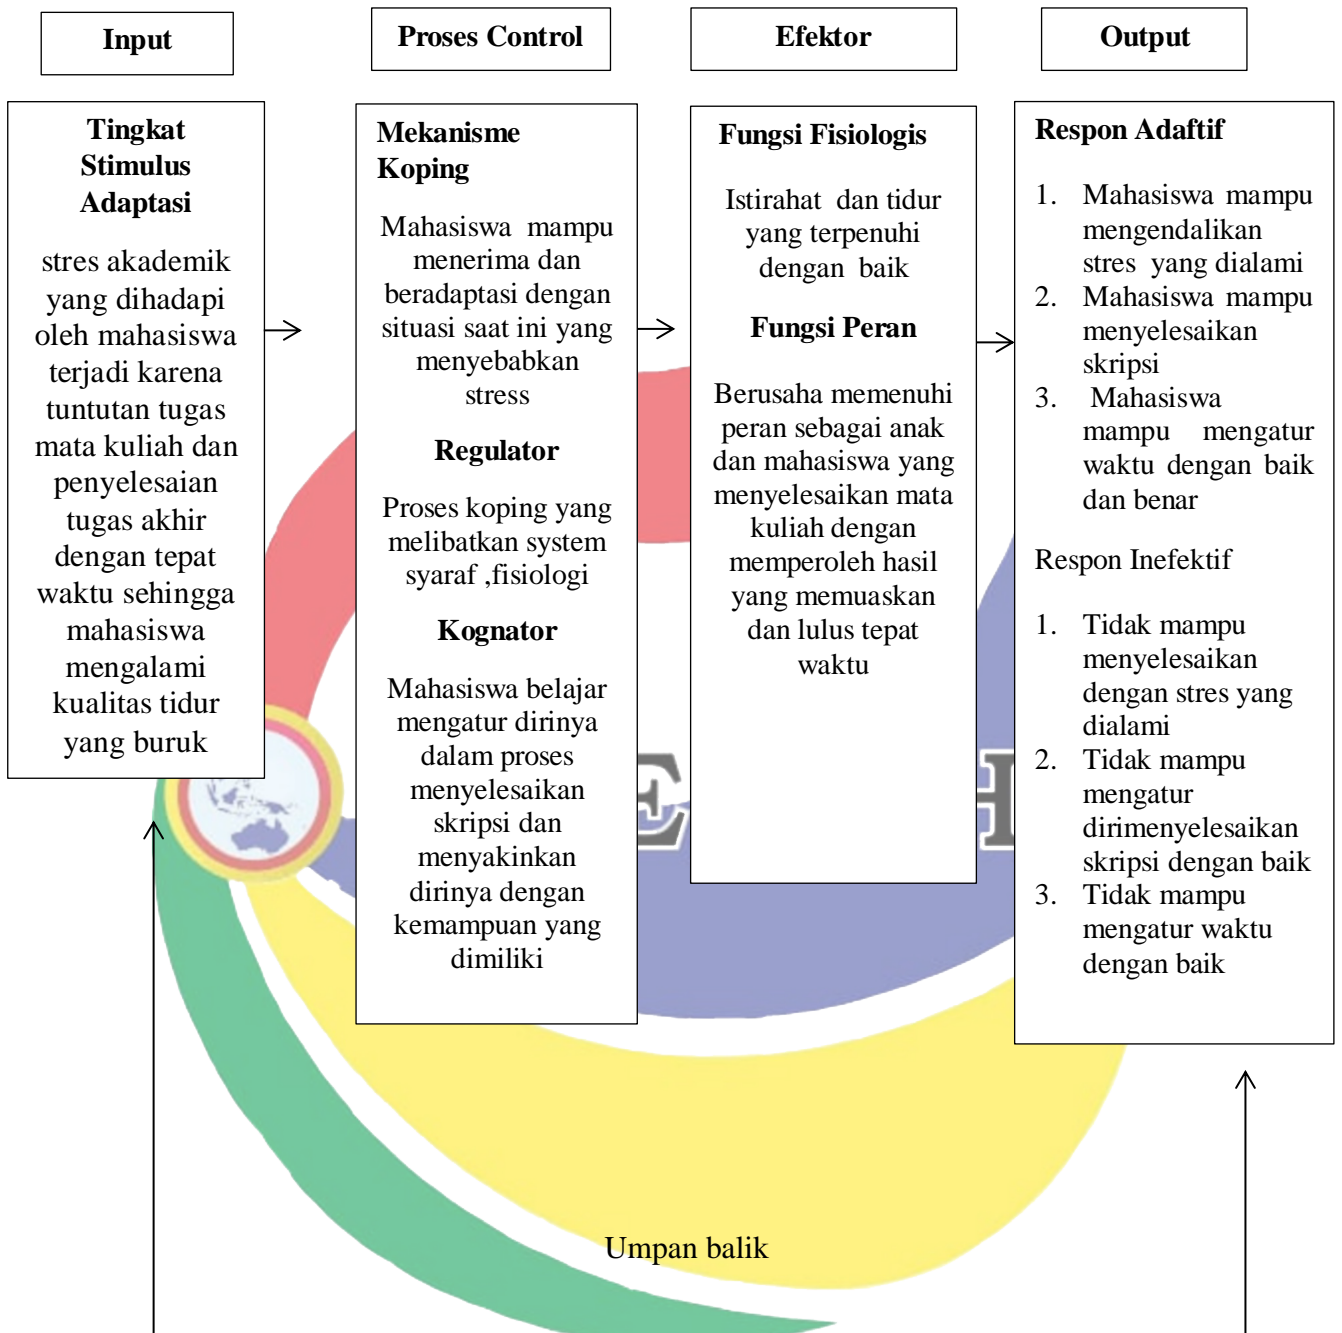 Input
Proses Control
Efektor
Output
Tingkat
Stimulus
Adaptasi
stres akademik
yang dihadapi
oleh mahasiswa
terjadi karena
tuntutan tugas
mata kuliah dan
penyelesaian
tugas akhir
dengan tepat
waktu sehingga
mahasiswa
mengalami
kualitas tidur
yang buruk
Mekanisme
Koping
Mahasiswa mampu
menerima dan
beradaptasi dengan
situasi saat ini yang
menyebabkan
stress
Regulator
Proses koping yang
melibatkan system
syaraf ,fisiologi
Kognator
Mahasiswa belajar
mengatur dirinya
dalam proses
menyelesaikan
skripsi dan
menyakinkan
dirinya dengan
kemampuan yang
dimiliki
Fungsi Fisiologis
Istirahat dan tidur
yang terpenuhi
dengan baik
Fungsi Peran
Berusaha memenuhi
peran sebagai anak
dan mahasiswa yang
menyelesaikan mata
kuliah dengan
memperoleh hasil
yang memuaskan
dan lulus tepat
waktu
Respon Adaftif
1. Mahasiswa mampu
mengendalikan
stres yang dialami
2. Mahasiswa mampu
menyelesaikan
skripsi
3. Mahasiswa
mampu mengatur
waktu dengan baik
dan benar
Respon Inefektif
1. Tidak mampu
menyelesaikan
dengan stres yang
dialami
2. Tidak mampu
mengatur
dirimenyelesaikan
skripsi dengan baik
3. Tidak mampu
mengatur waktu
dengan baik
Umpan balik